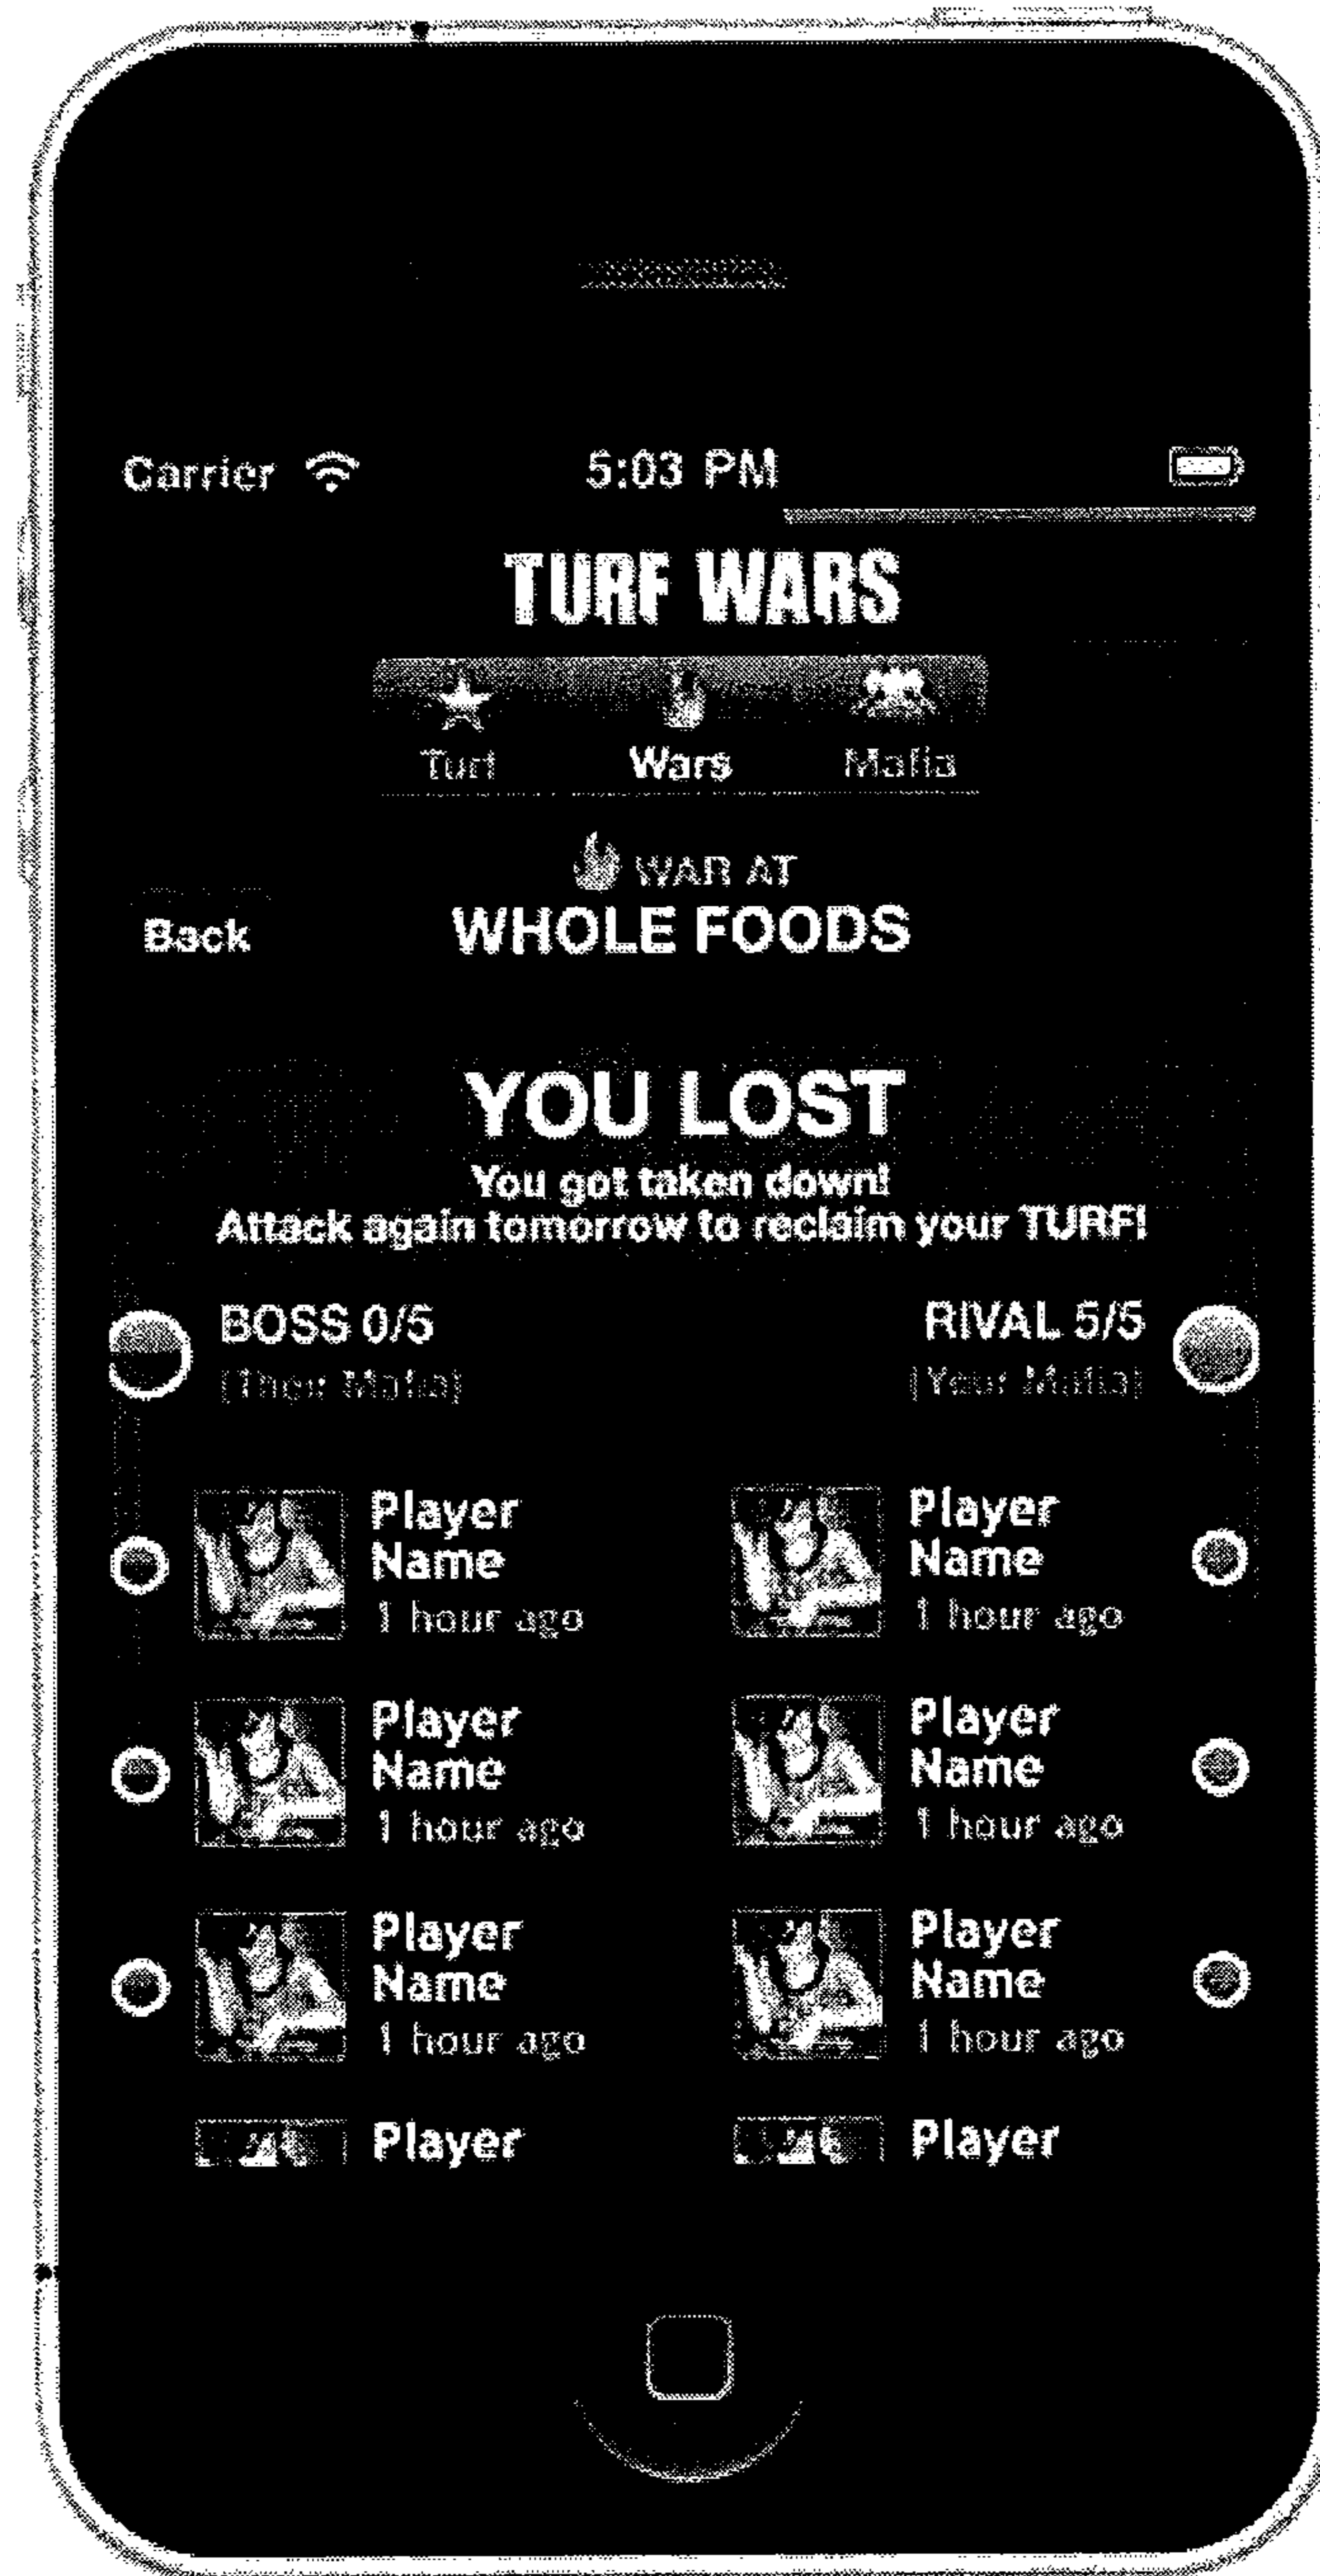 Carrier 5:03 PM
TURF WARS
Turf Wars Mafia
WAR AT
Back WHOLE FOODS
YOU LOST
You got taken down!
Attack again tomorrow to reclaim your TURF!
BOSS 0/5 RIVAL 5/5
(Their Mafia) (Your Mafia)
Player Player
Name Name
1 hour ago 1 hour ago
Player Player
Name Name
1 hour ago 1 hour ago
Player Player
Name Name
1 hour ago 1 hour ago
Player Player